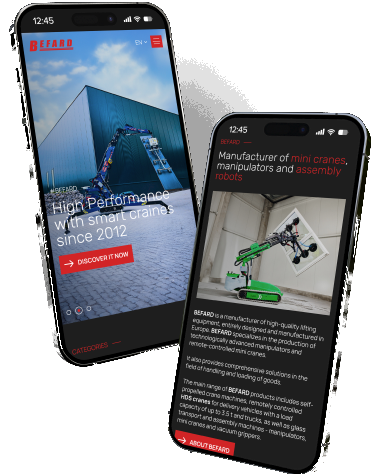 12:45
BEFARD
EN
#BEFARD
High Performance
with smart craines
since 2012
DISCOVER IT NOW
CATEGORIES
12:45
BEFARD
Manufacturer of mini cranes,
manipulators and assembly
robots
BEFARD is a manufacturer of high-quality lifting
equipment, entirely designed and manufactured in
Europe. BEFARD specializes in the production of
technologically advanced manipulators and
remote-controlled mini cranes.
It also provides comprehensive solutions in the
field of handling and loading of goods.
The main range of BEFARD products includes self-
propelled crane machines, remotely controlled
HDS cranes for delivery vehicles with a load
capacity of up to 3.5 t and trucks, as well as glass
transport and assembly machines - manipulators,
mini cranes and vacuum grippers.
ABOUT BEFARD